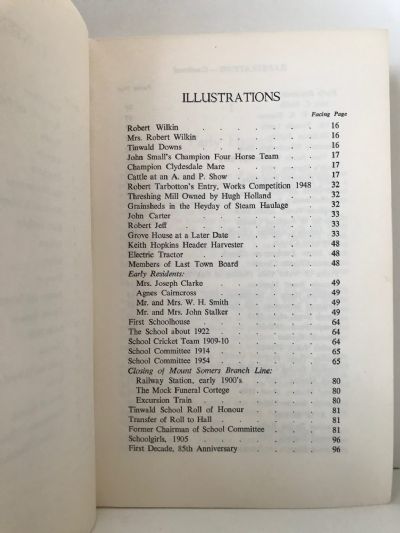 ILLUSTRATIONS
Facing Page
Robert Wilkin . . . . . . 16
Mrs. Robert Wilkin . . . . . 16
Tinwald Downs . . . . . . 16
John Small's Champion Four Horse Team . . . 17
Champion Clydesdale Mare . . . . 17
Cattle at an A. and P. Show . . . . 17
Robert Tarbotton's Entry, Works Competition 1948 . 32
Threshing Mill Owned by Hugh Holland . . . 32
Grainsheds in the Heyday of Steam Haulage . . 32
John Carter . . . . . . 33
Robert Jeff . . . . . . 33
Grove House at a Later Date . . . . 33
Keith Hopkins Header Harvester . . . . 48
Electric Tractor . . . . . . 48
Members of Last Town Board . . . . 48
Early Residents:
Mrs. Joseph Clarke . . . . . 49
Agnes Cairncross . . . . . 49
Mr. and Mrs. W. H. Smith . . . . 49
Mr. and Mrs. John Stalker . . . . 49
First Schoolhouse . . . . . 64
The School about 1922 . . . . . 64
School Cricket Team 1909-10 . . . . 64
School Committee 1914 . . . . . 65
School Committee 1954 . . . . . 65
Closing of Mount Somers Branch Line:
Railway Station, early 1900's . . . . 80
The Mock Funeral Cortege . . . . 80
Excursion Train . . . . . 80
Tinwald School Roll of Honour . . . . 81
Transfer of Roll to Hall . . . . . 81
Former Chairman of School Committee . . . 81
Schoolgirls, 1905 . . . . . . 96
First Decade, 85th Anniversary . . . . 96